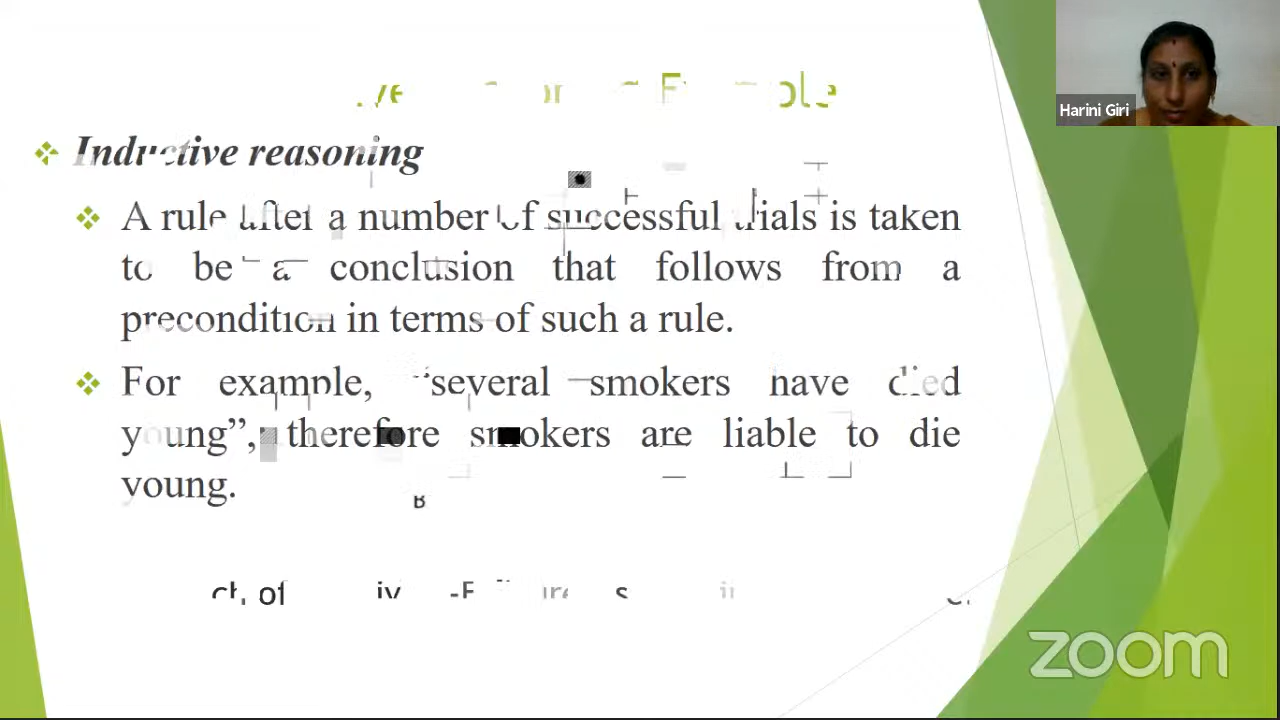 Harini Giri
Inductive reasoning
A rule after a number of successful trials is taken
to be a conclusion that follows from a
precondition in terms of such a rule.
For example, “several smokers have died
young”, therefore smokers are liable to die
young.
B
of
zoom